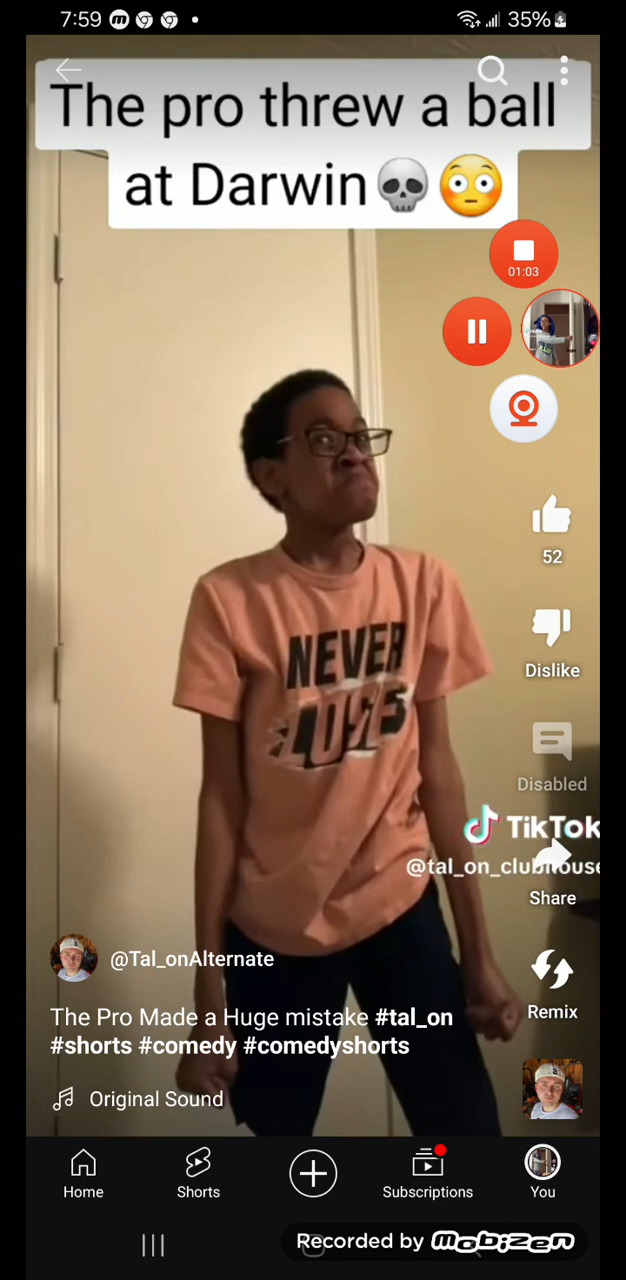 7:59
35%
The pro threw a ball
at Darwin💀😳
01:03
52
NEVER
LOSE
Dislike
Disabled
TikTok
@tal_on_clubhouse
Share
@Tal_onAlternate
The Pro Made a Huge mistake #tal_on
#shorts #comedy #comedyshorts
Remix
Original Sound
Home
Shorts
Subscriptions
You
Recorded by Mobizen